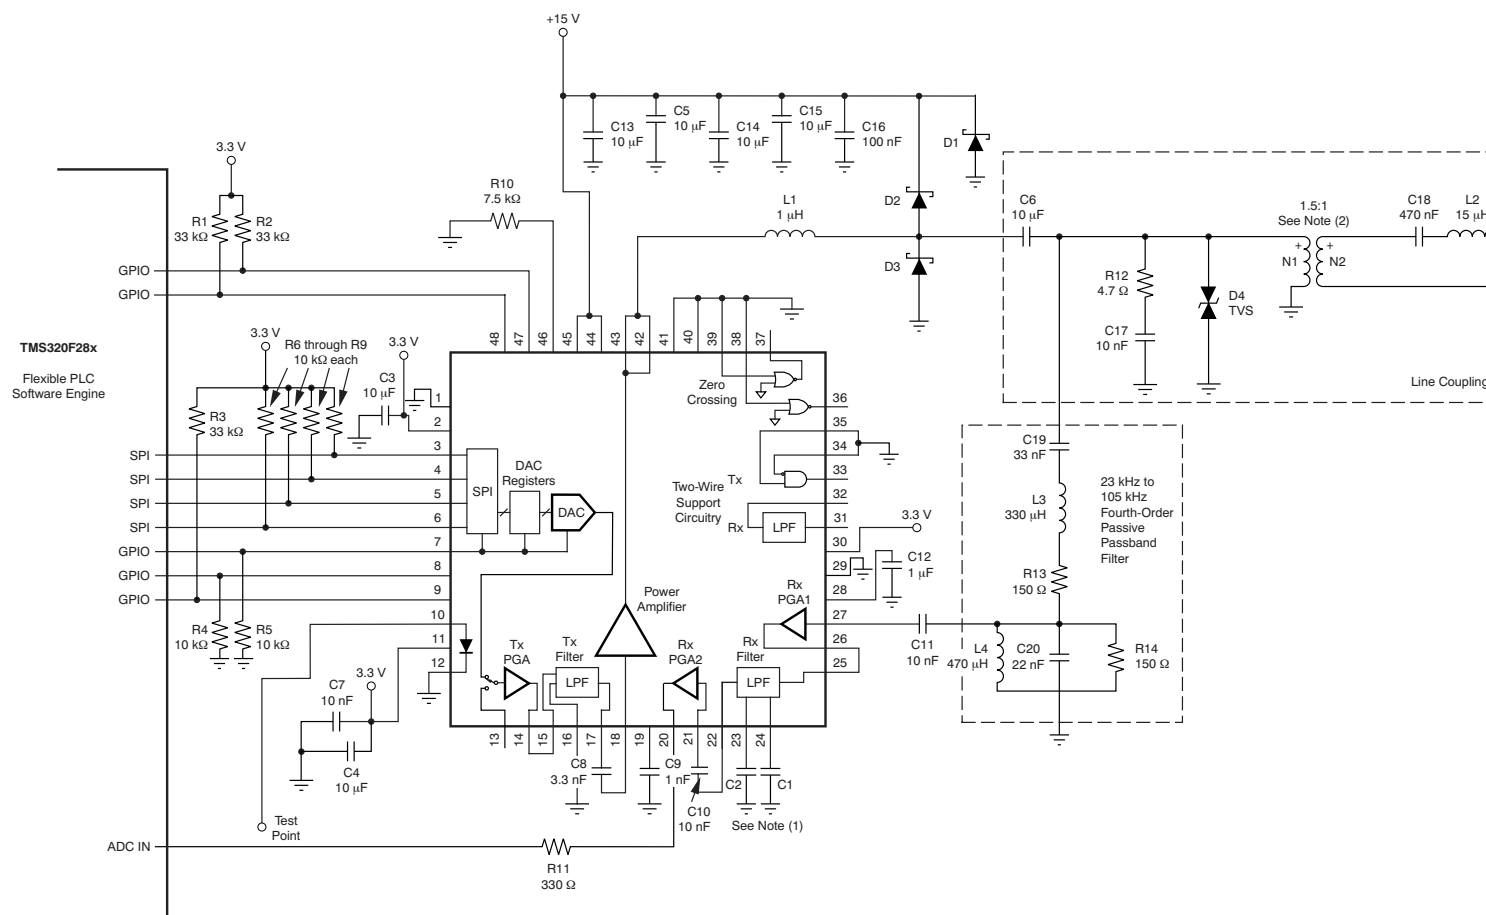 +15 V
C13
10 µF
C5
10 µF
C14
10 µF
C15
10 µF
C16
100 nF
D1
3.3 V
R1
33 kΩ
R2
33 kΩ
R10
7.5 kΩ
L1
1 µH
D2
D3
C6
10 µF
1.5:1
See Note (2)
+
N1
+
N2
C18
470 nF
L2
15 µH
R12
4.7 Ω
C17
10 nF
D4
TVS
Line Coupling
GPIO
GPIO
TMS320F28x
Flexible PLC
Software Engine
3.3 V
R6 through R9
10 kΩ each
3.3 V
C3
10 µF
R3
33 kΩ
SPI
SPI
SPI
SPI
GPIO
GPIO
GPIO
R4
10 kΩ
R5
10 kΩ
48
47
46
45
44
43
42
41
40
39
38
37
1
2
3
4
5
6
7
8
9
10
11
12
36
35
34
33
32
31
30
29
28
27
26
25
13
14
15
16
17
18
19
20
21
22
23
24
Zero
Crossing
SPI
DAC
Registers
DAC
Two-Wire
Support
Circuitry
Tx
Rx
LPF
3.3 V
C12
1 µF
Power
Amplifier
Rx
PGA1
Tx
PGA
Tx
Filter
LPF
Rx
PGA2
Rx
Filter
LPF
C19
33 nF
L3
330 µH
R13
150 Ω
23 kHz to
105 kHz
Fourth-Order
Passive
Passband
Filter
C11
10 nF
L4
470 µH
C20
22 nF
R14
150 Ω
3.3 V
C7
10 nF
C4
10 µF
C8
3.3 nF
C9
1 nF
C10
10 nF
C2
C1
See Note (1)
Test
Point
ADC IN
R11
330 Ω